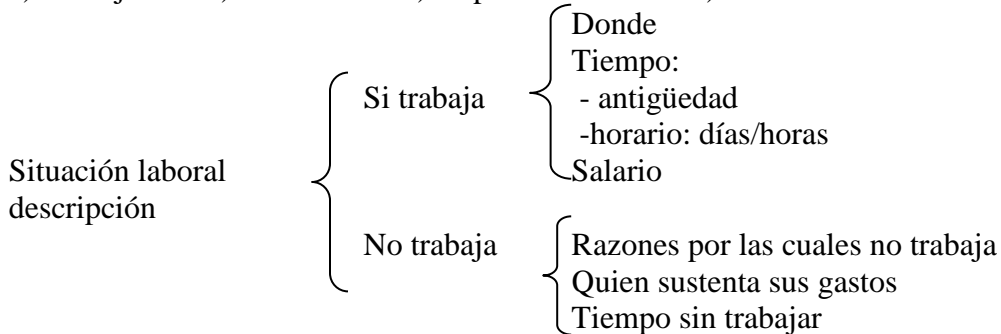 Donde
Tiempo:
Si trabaja - antigüedad
-horario: días/horas
Situación laboral Salario
descripción
No trabaja Razones por las cuales no trabaja
Quien sustenta sus gastos
Tiempo sin trabajar